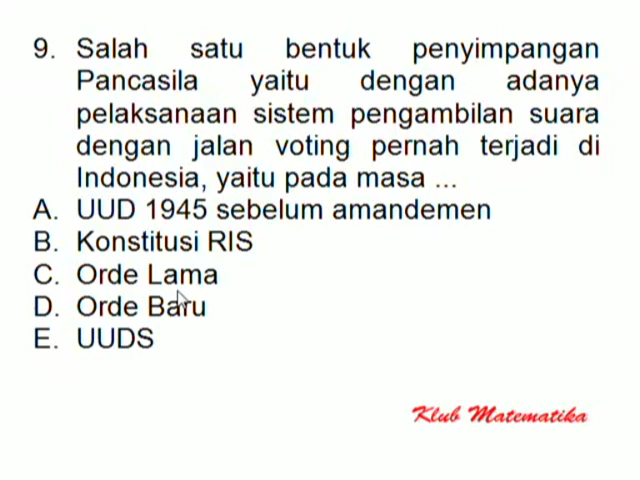 9. Salah satu bentuk penyimpangan
Pancasila yaitu dengan adanya
pelaksanaan sistem pengambilan suara
dengan jalan voting pernah terjadi di
Indonesia, yaitu pada masa ...
A. UUD 1945 sebelum amandemen
B. Konstitusi RIS
C. Orde Lama
D. Orde Baru
E. UUDS
Klub Matematika